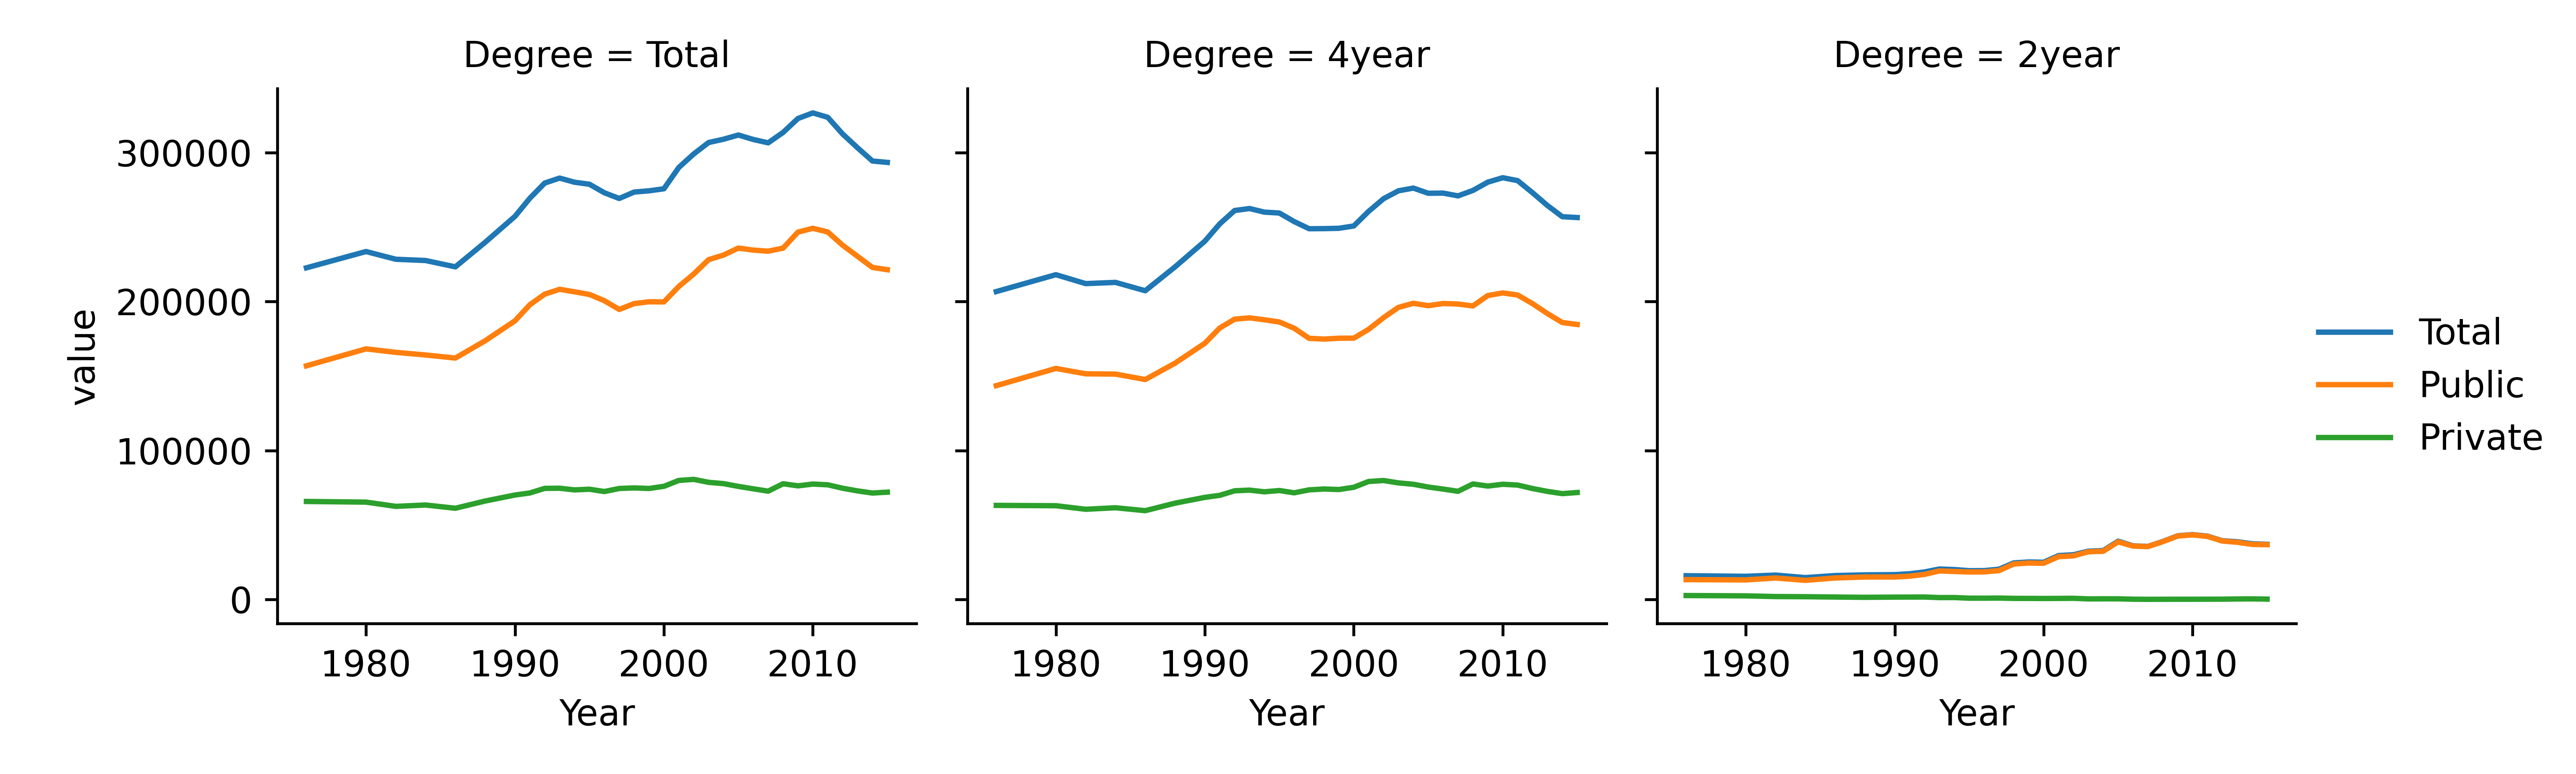 Degree = Total
Degree = 4year
Degree = 2year
value
300000
200000
100000
0
1980 1990 2000 2010
Year
1980 1990 2000 2010
Year
1980 1990 2000 2010
Year
Total
Public
Private